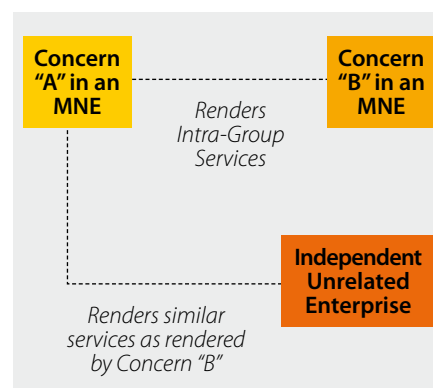 Concern
“A” in an
MNE
Concern
“B” in an
MNE
Renders
Intra-Group
Services
Independent
Unrelated
Enterprise
Renders similar
services as rendered
by Concern “B”